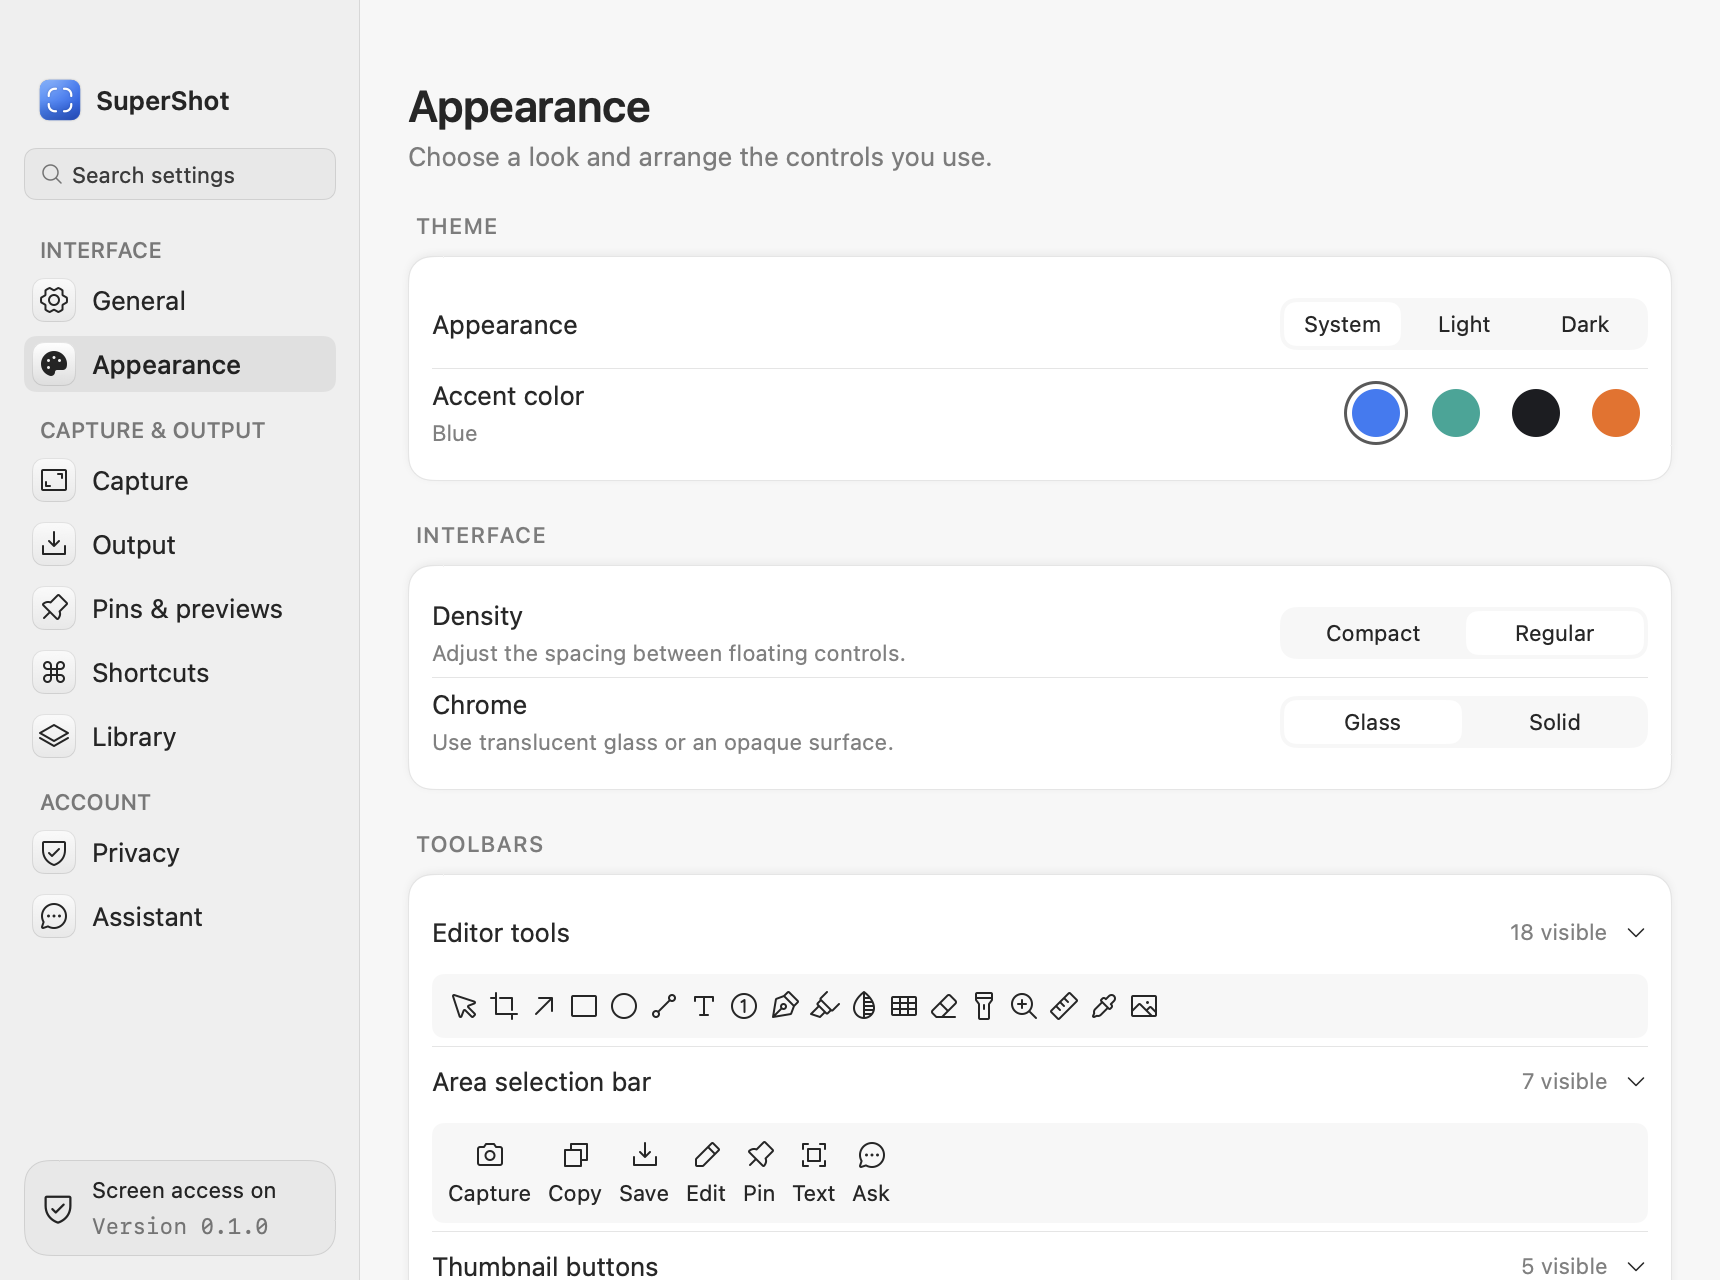 SuperShot
Search settings
INTERFACE
General
Appearance
CAPTURE & OUTPUT
Capture
Output
Pins & previews
Shortcuts
Library
ACCOUNT
Privacy
Assistant
Screen access on
Version 0.1.0
Appearance
Choose a look and arrange the controls you use.
THEME
Appearance
System Light Dark
Accent color
Blue
INTERFACE
Density
Adjust the spacing between floating controls.
Compact Regular
Chrome
Use translucent glass or an opaque surface.
Glass Solid
TOOLBARS
Editor tools
18 visible
T 1
Area selection bar
7 visible
Capture Copy Save Edit Pin Text Ask
Thumbnail buttons
5 visible